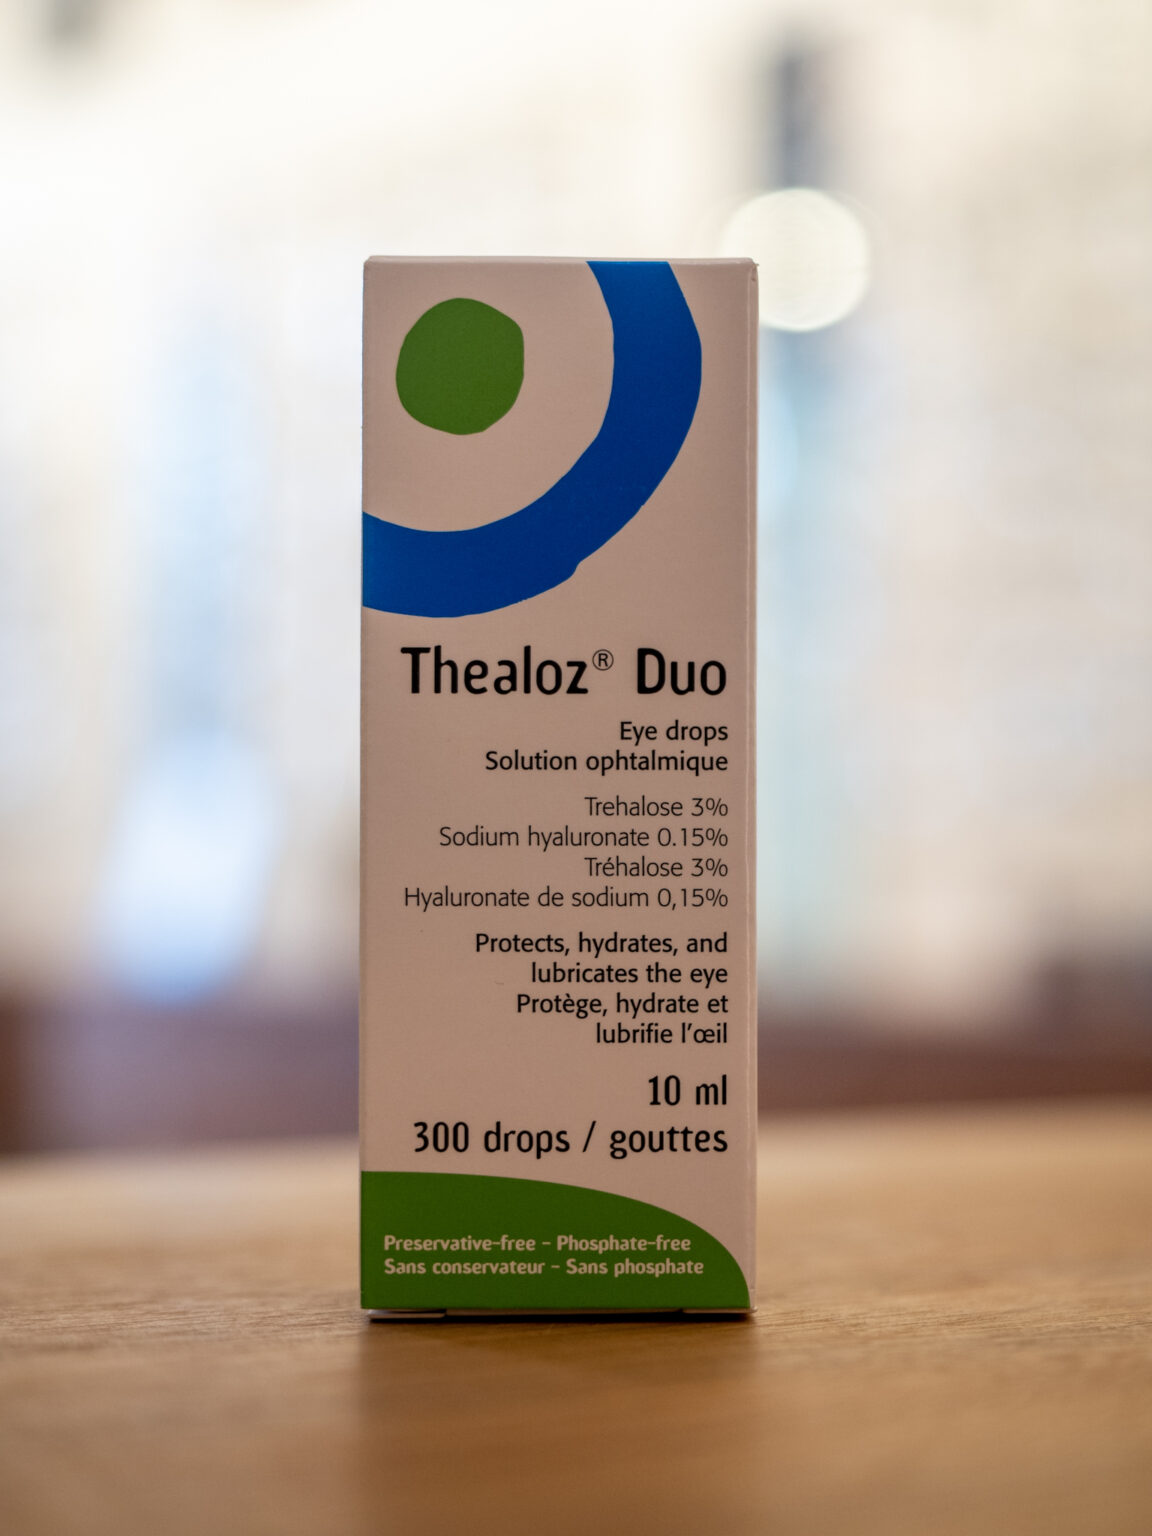 Thealoz® Duo
Eye drops
Solution ophtalmique
Trehalose 3%
Sodium hyaluronate 0.15%
Tréhalose 3%
Hyaluronate de sodium 0,15%
Protects, hydrates, and
lubricates the eye
Protège, hydrate et
lubrifie l’œil
10 ml
300 drops / gouttes
Preservative-free - Phosphate-free
Sans conservateur - Sans phosphate